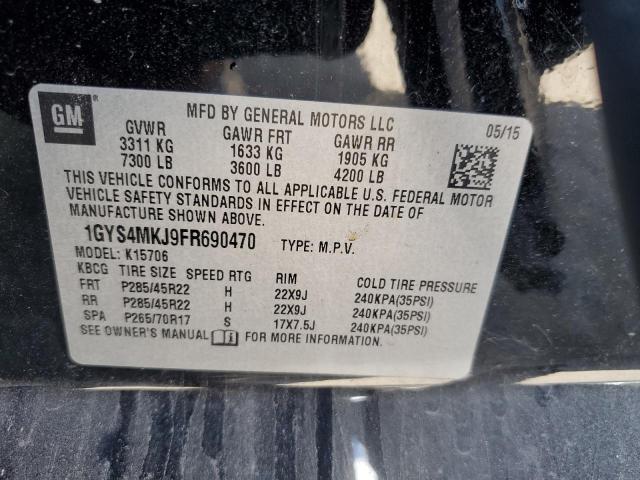 GM®
MFD BY GENERAL MOTORS LLC 05/15
GVWR GAWR FRT GAWR RR
3311 KG 1633 KG 1905 KG
7300 LB 3600 LB 4200 LB
THIS VEHICLE CONFORMS TO ALL APPLICABLE U.S. FEDERAL MOTOR
VEHICLE SAFETY STANDARDS IN EFFECT ON THE DATE OF
MANUFACTURE SHOWN ABOVE.
1GYS4MKJ9FR690470 TYPE: M.P.V.
MODEL: K15706
KBCG TIRE SIZE SPEED RTG RIM COLD TIRE PRESSURE
FRT P285/45R22 H 22X9J 240KPA(35PSI)
RR P285/45R22 H 22X9J 240KPA(35PSI)
SPA P265/70R17 S 17X7.5J 240KPA(35PSI)
SEE OWNER'S MANUAL FOR MORE INFORMATION.